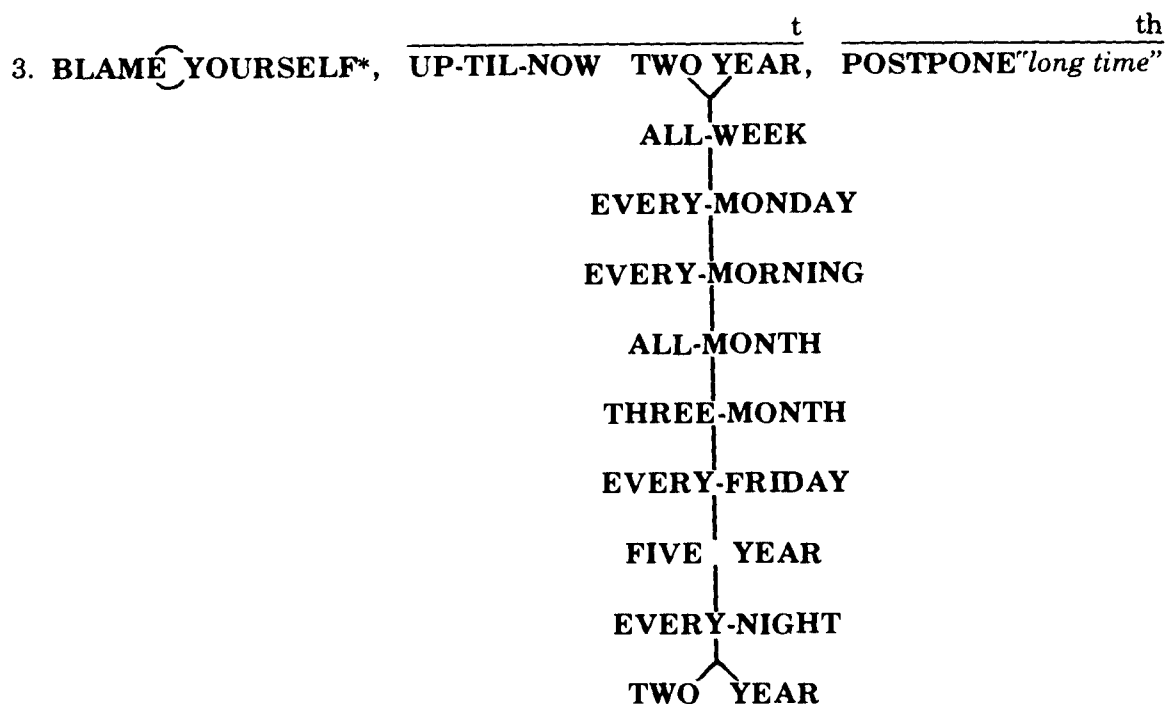 t th
3. BLAME YOURSELF*, UP-TIL-NOW TWO YEAR, POSTPONE"long time"
ALL-WEEK
EVERY-MONDAY
EVERY-MORNING
ALL-MONTH
THREE-MONTH
EVERY-FRIDAY
FIVE YEAR
EVERY-NIGHT
TWO YEAR